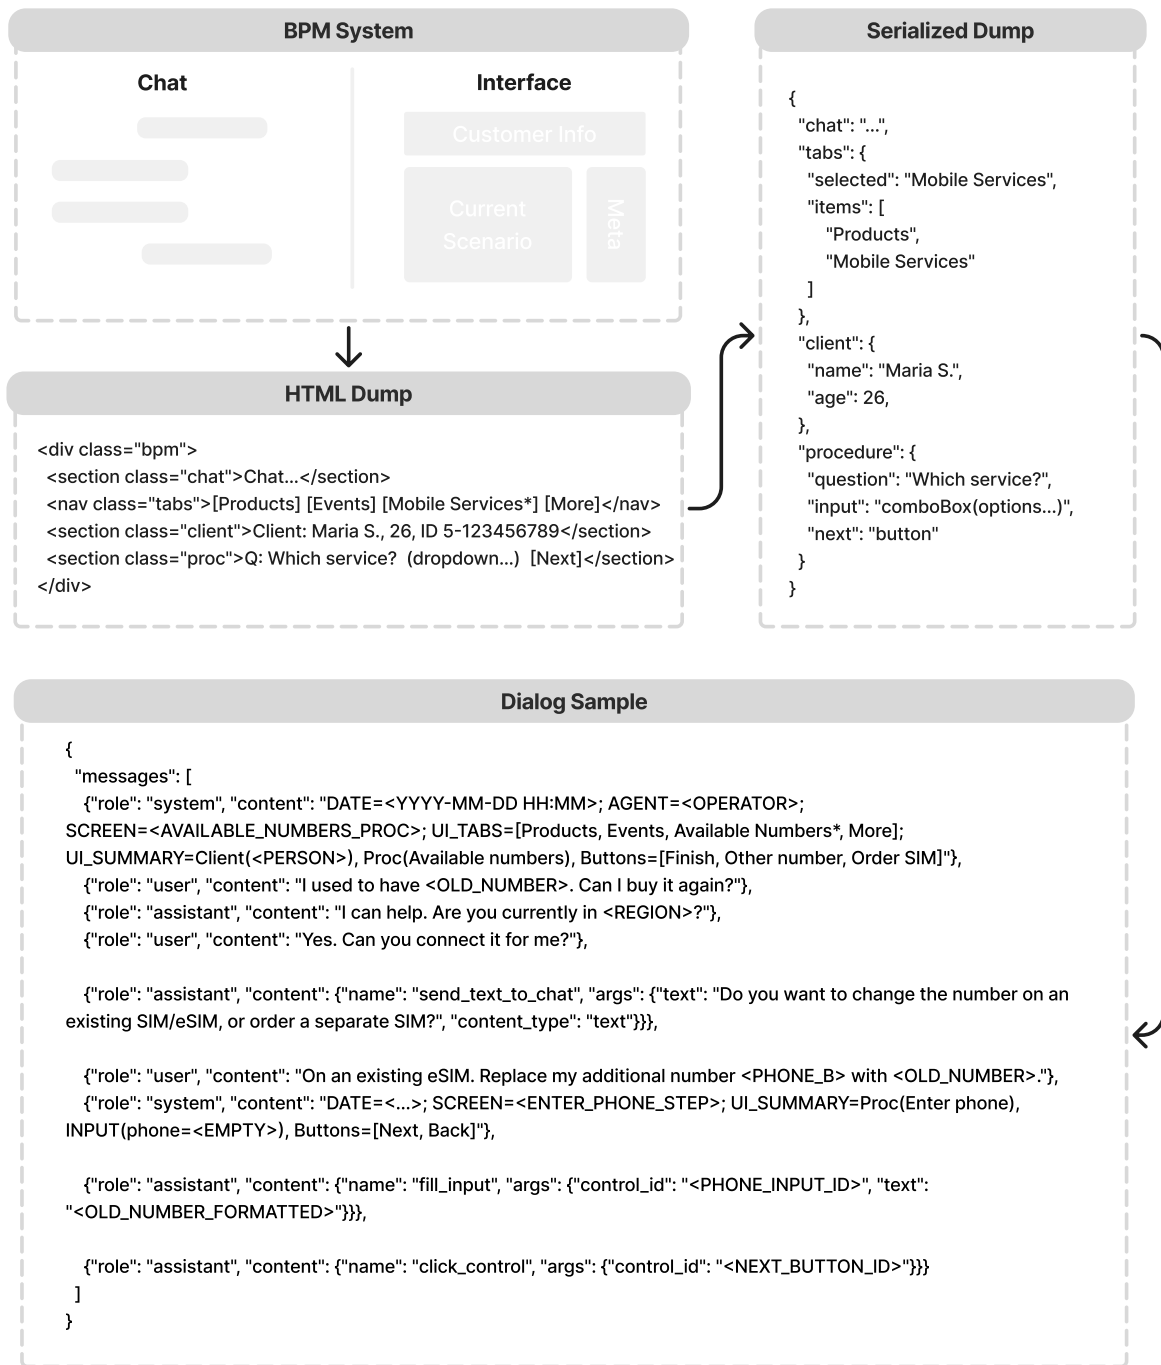 BPM System
Chat
Interface
Customer Info
Current
Scenario
Meta
HTML Dump
<div class="bpm">
<section class="chat">Chat...</section>
<nav class="tabs">[Products] [Events] [Mobile Services*] [More]</nav>
<section class="client">Client: Maria S., 26, ID 5-123456789</section>
<section class="proc">Q: Which service?  (dropdown...)  [Next]</section>
</div>
Serialized Dump
{
"chat": "...",
"tabs": {
"selected": "Mobile Services",
"items": [
"Products",
"Mobile Services"
]
},
"client": {
"name": "Maria S.",
"age": 26,
},
"procedure": {
"question": "Which service?",
"input": "comboBox(options...)",
"next": "button"
}
}
Dialog Sample
{
"messages": [
{"role": "system", "content": "DATE=<YYYY-MM-DD HH:MM>; AGENT=<OPERATOR>;
SCREEN=<AVAILABLE_NUMBERS_PROC>; UI_TABS=[Products, Events, Available Numbers*, More];
UI_SUMMARY=Client(<PERSON>), Proc(Available numbers), Buttons=[Finish, Other number, Order SIM]"},
{"role": "user", "content": "I used to have <OLD_NUMBER>. Can I buy it again?"},
{"role": "assistant", "content": "I can help. Are you currently in <REGION>?"},
{"role": "user", "content": "Yes. Can you connect it for me?"},
{"role": "assistant", "content": {"name": "send_text_to_chat", "args": {"text": "Do you want to change the number on an
existing SIM/eSIM, or order a separate SIM?", "content_type": "text"}}},
{"role": "user", "content": "On an existing eSIM. Replace my additional number <PHONE_B> with <OLD_NUMBER>."},
{"role": "system", "content": "DATE=<...>; SCREEN=<ENTER_PHONE_STEP>; UI_SUMMARY=Proc(Enter phone),
INPUT(phone=<EMPTY>), Buttons=[Next, Back]"},
{"role": "assistant", "content": {"name": "fill_input", "args": {"control_id": "<PHONE_INPUT_ID>", "text":
"<OLD_NUMBER_FORMATTED>"}}},
{"role": "assistant", "content": {"name": "click_control", "args": {"control_id": "<NEXT_BUTTON_ID>"}}}
]
}